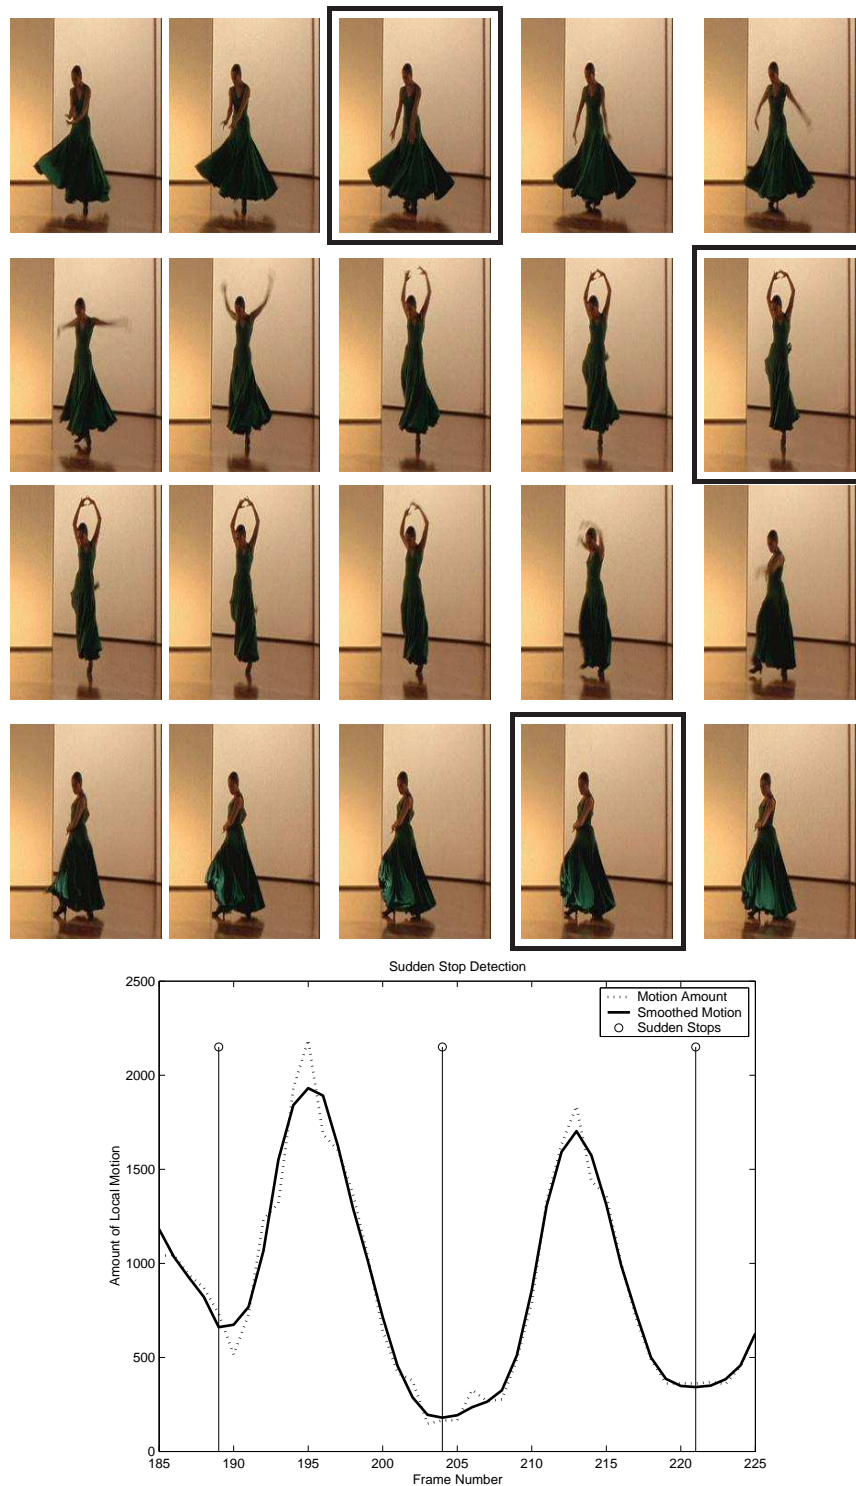 Sudden Stop Detection
2500
2000
1500
1000
500
0
Amount of Local Motion
Motion Amount
Smoothed Motion
Sudden Stops
185 190 195 200 205 210 215 220 225
Frame Number